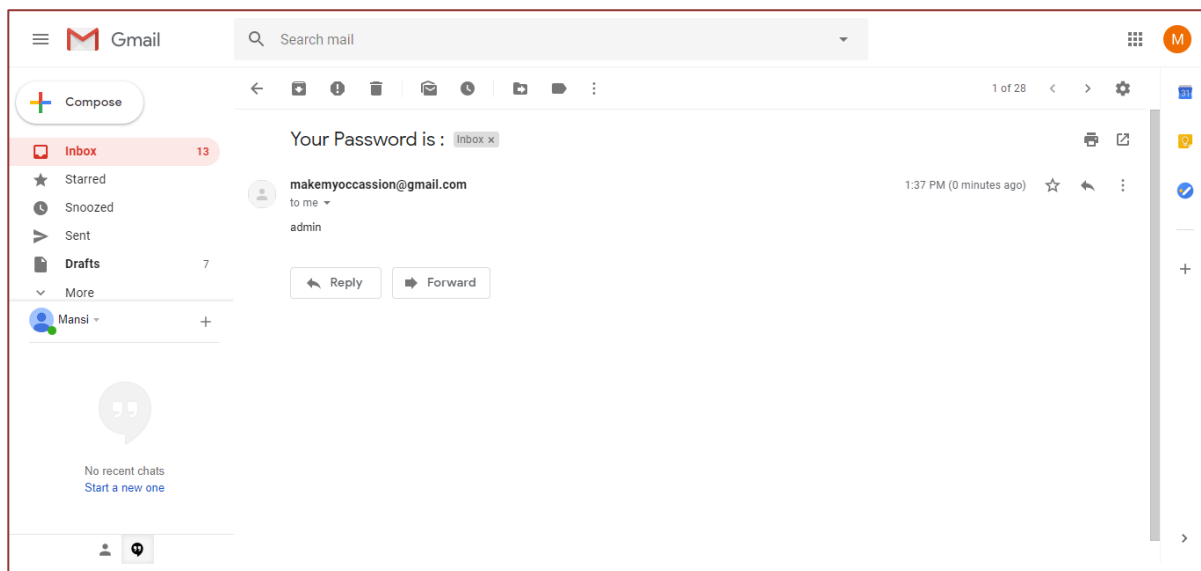 Gmail
Search mail
M
Compose
1 of 28
31
Your Password is : Inbox x
Inbox 13
Starred
Snoozed
Sent
Drafts 7
More
makemyoccassion@gmail.com
1:37 PM (0 minutes ago)
to me
admin
Reply
Forward
Mansi
No recent chats
Start a new one